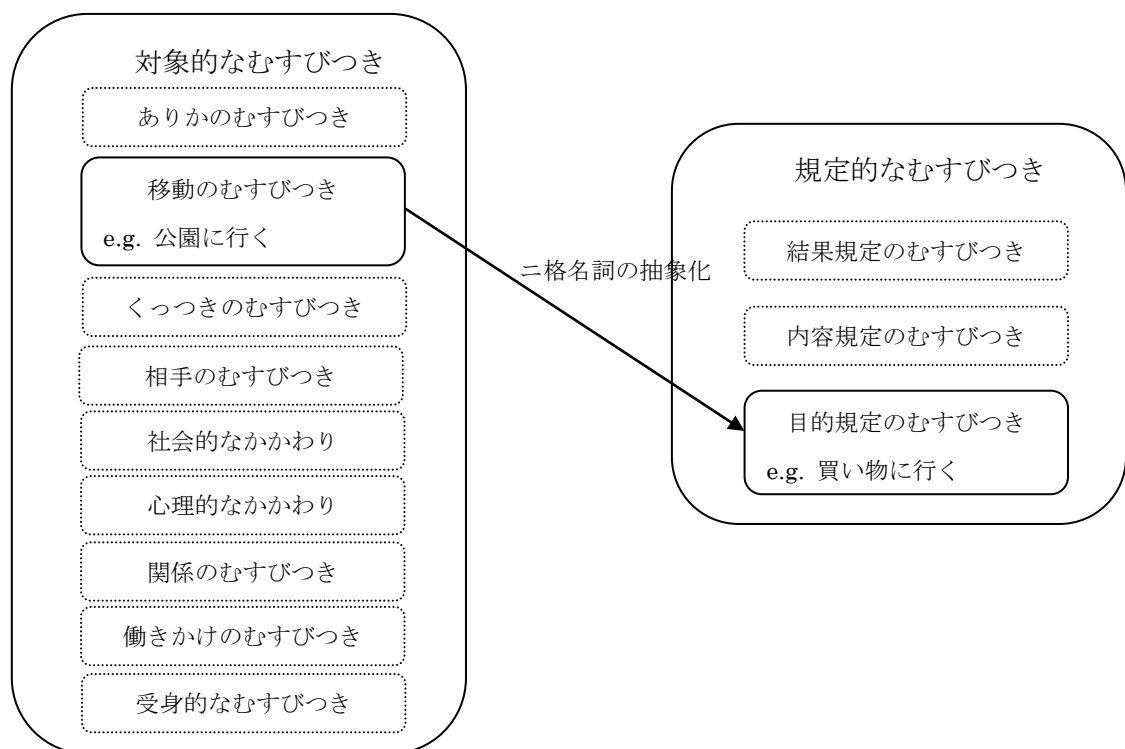 対象的なむすびつき
ありかのむすびつき
移動のむすびつき
e.g. 公園に行く
くっつきのむすびつき
相手のむすびつき
社会的なかかわり
心理的なかかわり
関係のむすびつき
働きかけのむすびつき
受身的なむすびつき
ニ格名詞の抽象化
規定的なむすびつき
結果規定のむすびつき
内容規定のむすびつき
目的規定のむすびつき
e.g. 買い物に行く